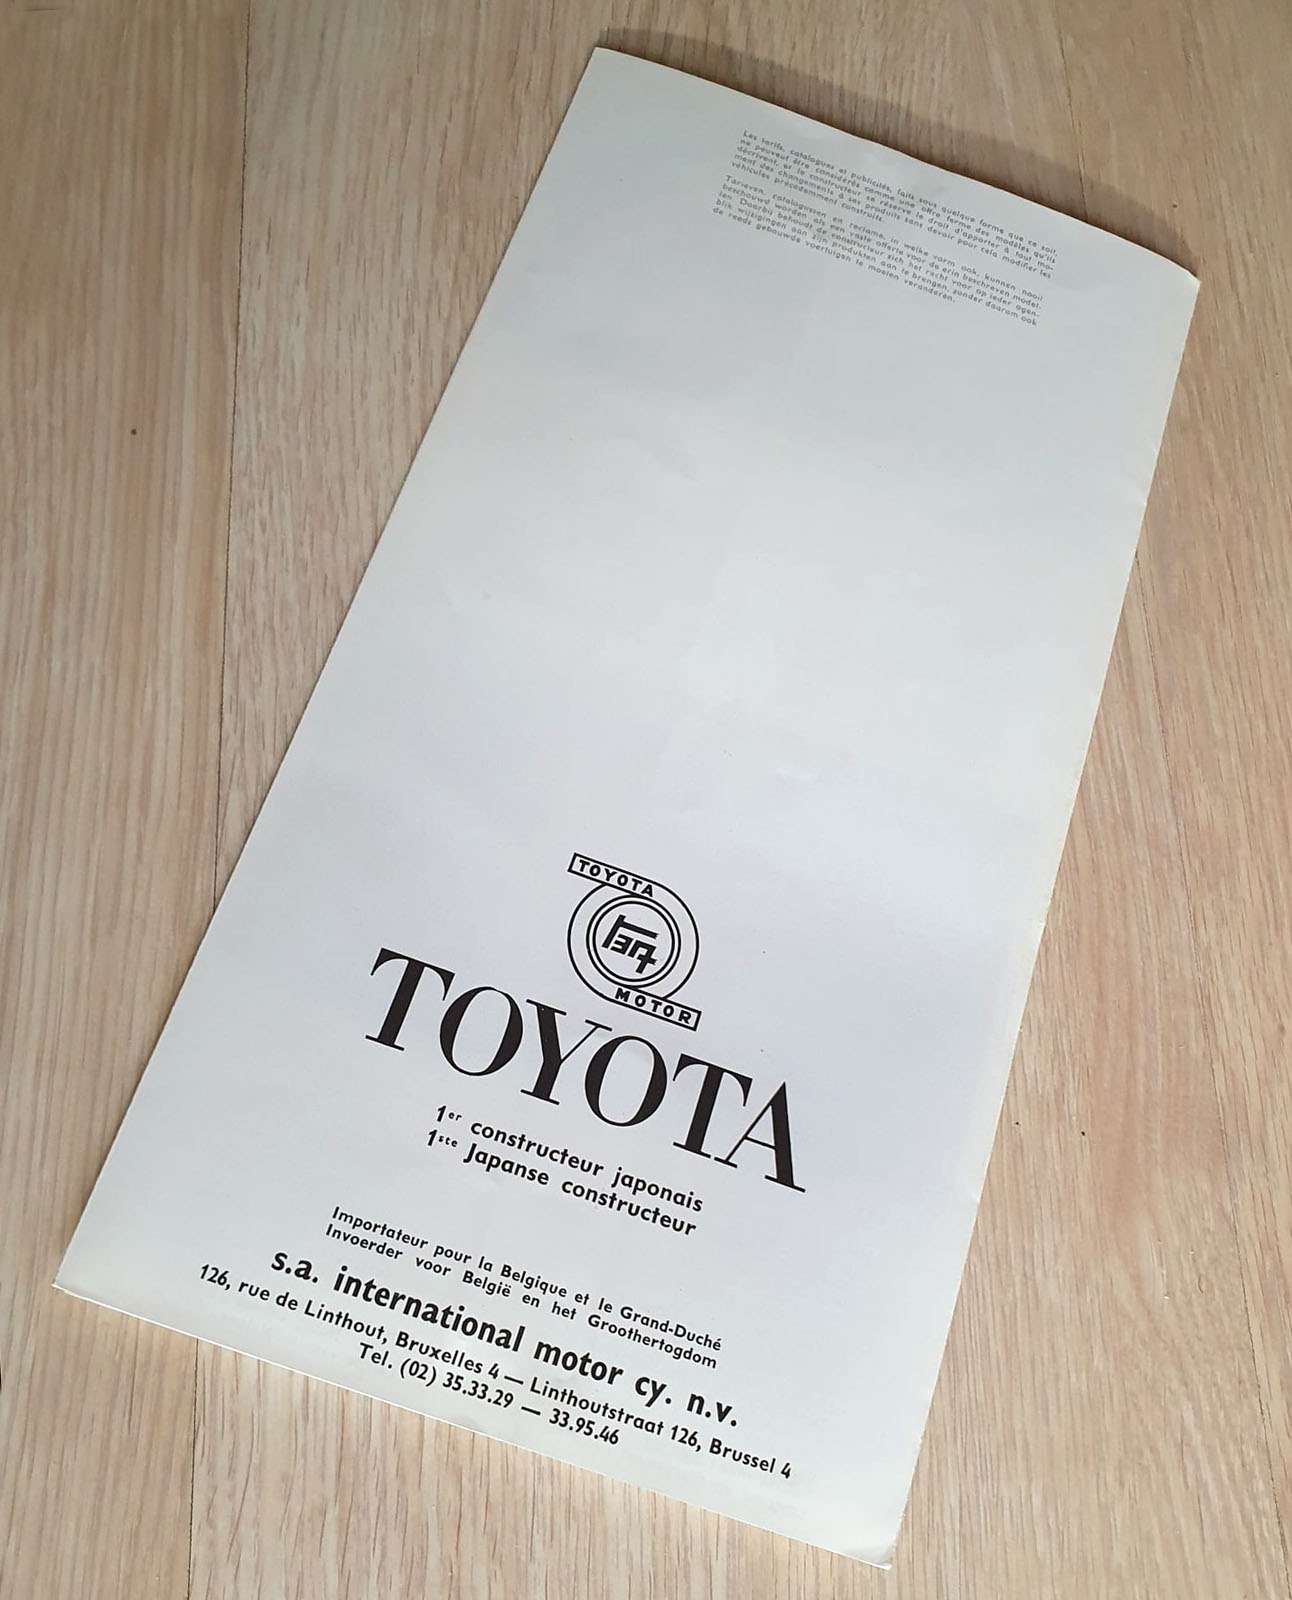 Les tarifs, catalogues et publicités, faits sous quelque forme que ce soit,
ne peuvent être considérés comme une offre ferme des modèles qu'ils
décrivent, et le constructeur se réserve le droit d'apporter à tout mo-
ment des changements à ses produits sans devoir pour cela modifier les
véhicules précédemment construits.
Tarieven, catalogussen en reclame, in welke vorm ook, kunnen nooit
beschouwd worden als een vaste offerte voor de erin beschreven model-
len. Daarbij behoudt de constructeur zich het recht voor op ieder ogen-
blik wijzigingen aan zijn produkten aan te brengen, zonder daarom ook
de reeds gebouwde voertuigen te moeten veranderen.
TOYOTA
TEQ
MOTOR
TOYOTA
1er constructeur japonais
1ste Japanse constructeur
Importateur pour la Belgique et le Grand-Duché
Invoerder voor België en het Groothertogdom
s.a. international motor cy. n.v.
126, rue de Linthout, Bruxelles 4 — Linthoutstraat 126, Brussel 4
Tel. (02) 35.33.29 — 33.95.46